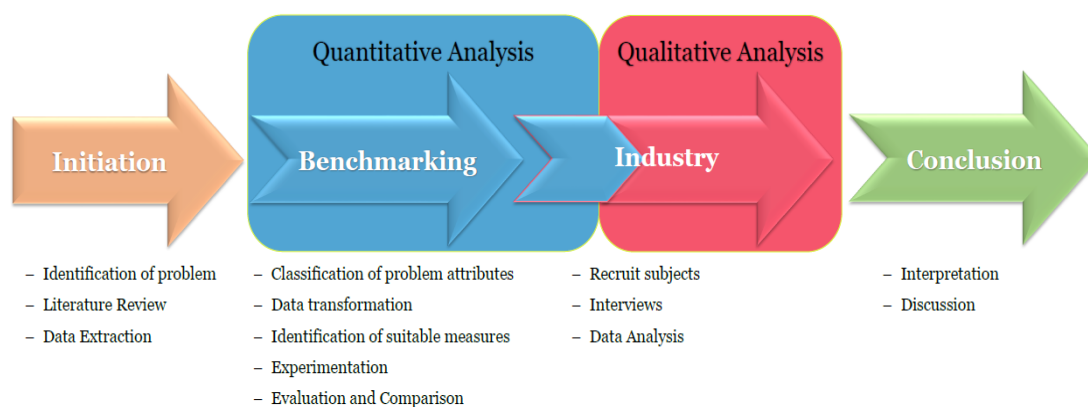 Quantitative Analysis
Qualitative Analysis
Initiation
Benchmarking
Industry
Conclusion
– Identification of problem
– Literature Review
– Data Extraction
– Classification of problem attributes
– Data transformation
– Identification of suitable measures
– Experimentation
– Evaluation and Comparison
– Recruit subjects
– Interviews
– Data Analysis
– Interpretation
– Discussion